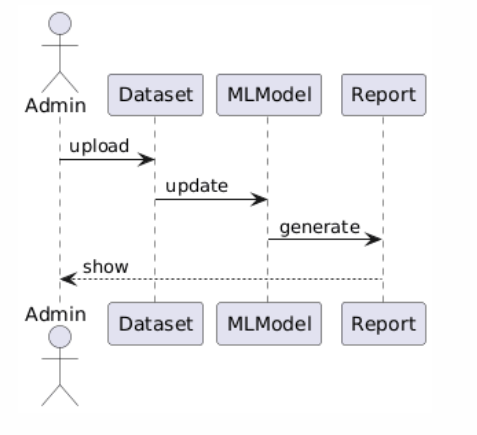 Admin Dataset MLModel Report
upload
update
generate
show
Admin Dataset MLModel Report